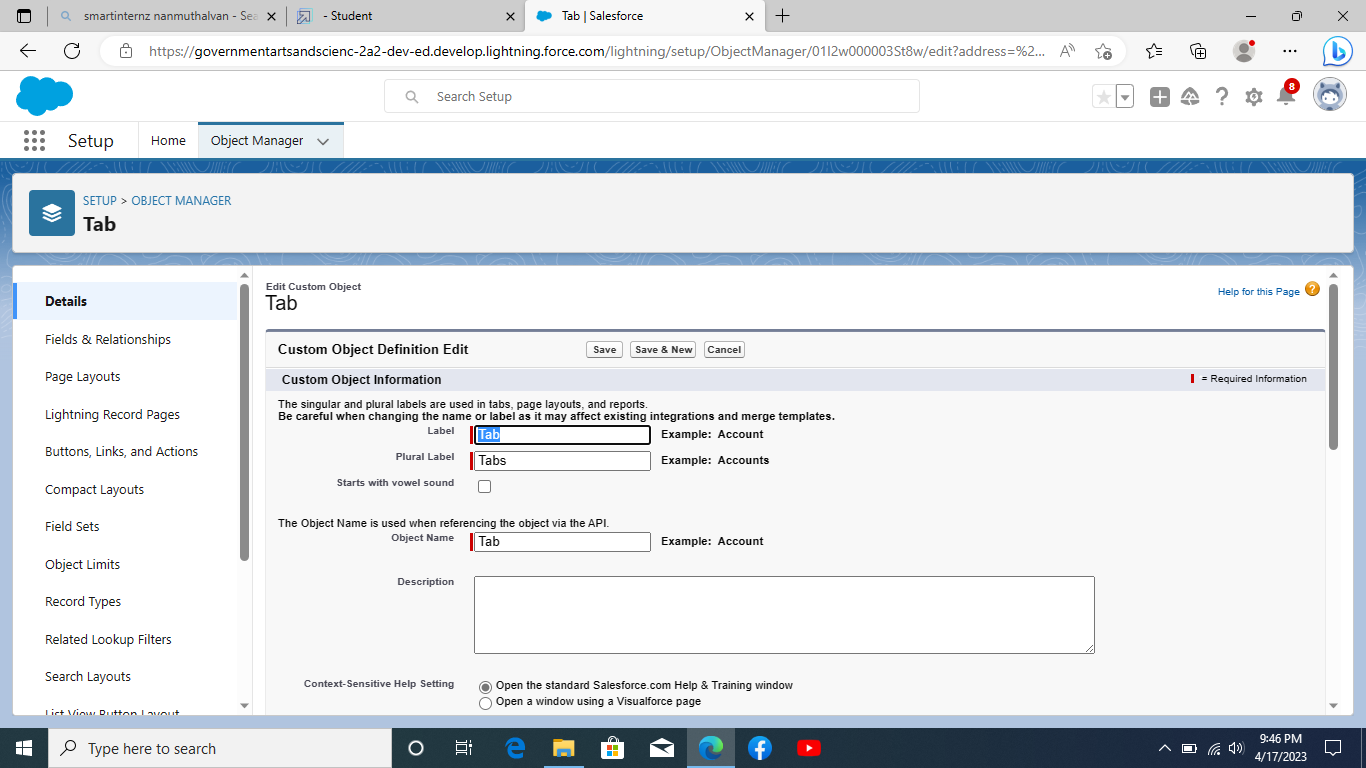 smartinternz nanmuthalvan - Sea
- Student
Tab | Salesforce
https://governmentartsandscienc-2a2-dev-ed.develop.lightning.force.com/lightning/setup/ObjectManager/01I2w000003St8w/edit?address=%2...
Search Setup
8
Setup
Home
Object Manager
SETUP > OBJECT MANAGER
Tab
Details
Fields & Relationships
Page Layouts
Lightning Record Pages
Buttons, Links, and Actions
Compact Layouts
Field Sets
Object Limits
Record Types
Related Lookup Filters
Search Layouts
List View Button Layout
Edit Custom Object
Tab
Help for this Page
Custom Object Definition Edit
Save
Save & New
Cancel
Custom Object Information
= Required Information
The singular and plural labels are used in tabs, page layouts, and reports.
Be careful when changing the name or label as it may affect existing integrations and merge templates.
Label
Tab
Example: Account
Plural Label
Tabs
Example: Accounts
Starts with vowel sound
The Object Name is used when referencing the object via the API.
Object Name
Tab
Example: Account
Description
Context-Sensitive Help Setting
Open the standard Salesforce.com Help & Training window
Open a window using a Visualforce page
Type here to search
9:46 PM
4/17/2023